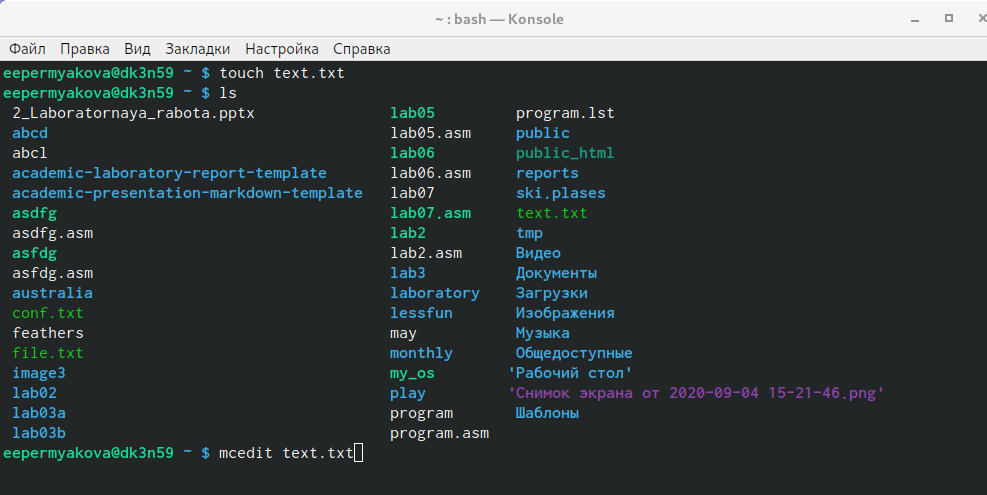 ~ : bash — Konsole
Файл Правка Вид Закладки Настройка Справка
eepermyakova@dk3n59 ~ $ touch text.txt
eepermyakova@dk3n59 ~ $ ls
2_Laboratornaya_rabota.pptx lab05 program.lst
abcd lab05.asm public
abcl lab06 public_html
academic-laboratory-report-template lab06.asm reports
academic-presentation-markdown-template lab07 ski.plases
asdfg lab07.asm text.txt
asdfg.asm lab2 tmp
asfdg lab2.asm Видео
asfdg.asm lab3 Документы
australia laboratory Загрузки
conf.txt lessfun Изображения
feathers may Музыка
file.txt monthly Общедоступные
image3 my_os 'Рабочий стол'
lab02 play 'Снимок экрана от 2020-09-04 15-21-46.png'
lab03a program Шаблоны
lab03b program.asm
eepermyakova@dk3n59 ~ $ mcedit text.txt